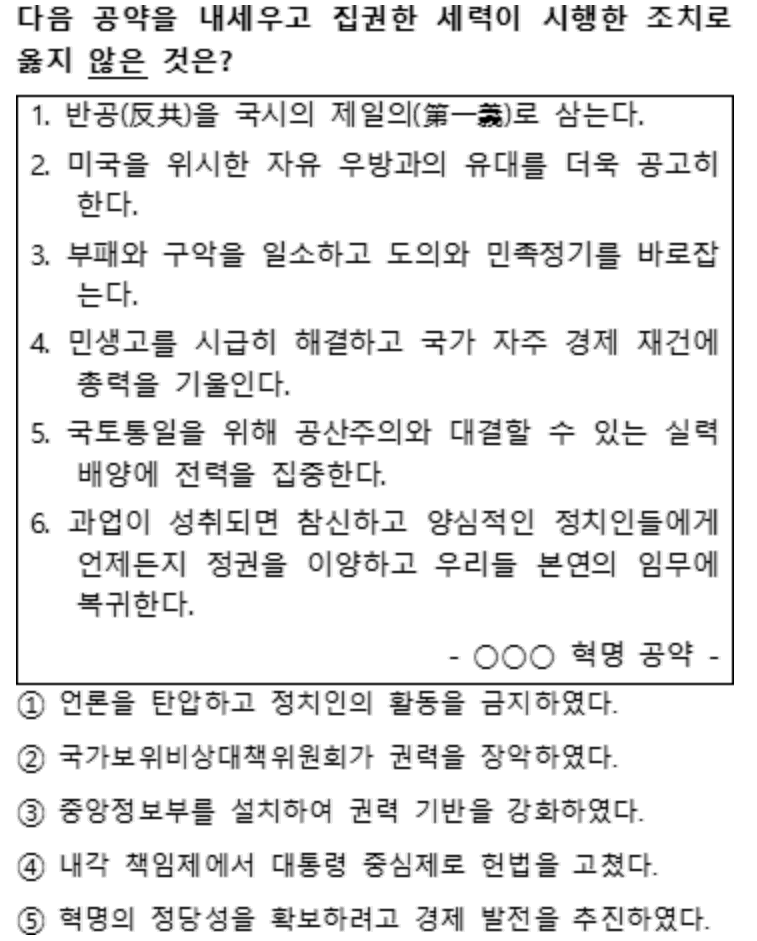 다음 공약을 내세우고 집권한 세력이 시행한 조치로
옳지 않은 것은?
1. 반공(反共)을 국시의 제일의(第一義)로 삼는다.
2. 미국을 위시한 자유 우방과의 유대를 더욱 공고히
한다.
3. 부패와 구악을 일소하고 도의와 민족정기를 바로잡
는다.
4. 민생고를 시급히 해결하고 국가 자주 경제 재건에
총력을 기울인다.
5. 국토통일을 위해 공산주의와 대결할 수 있는 실력
배양에 전력을 집중한다.
6. 과업이 성취되면 참신하고 양심적인 정치인들에게
언제든지 정권을 이양하고 우리들 본연의 임무에
복귀한다.
- ○○○ 혁명 공약 -
① 언론을 탄압하고 정치인의 활동을 금지하였다.
② 국가보위비상대책위원회가 권력을 장악하였다.
③ 중앙정보부를 설치하여 권력 기반을 강화하였다.
④ 내각 책임제에서 대통령 중심제로 헌법을 고쳤다.
⑤ 혁명의 정당성을 확보하려고 경제 발전을 추진하였다.